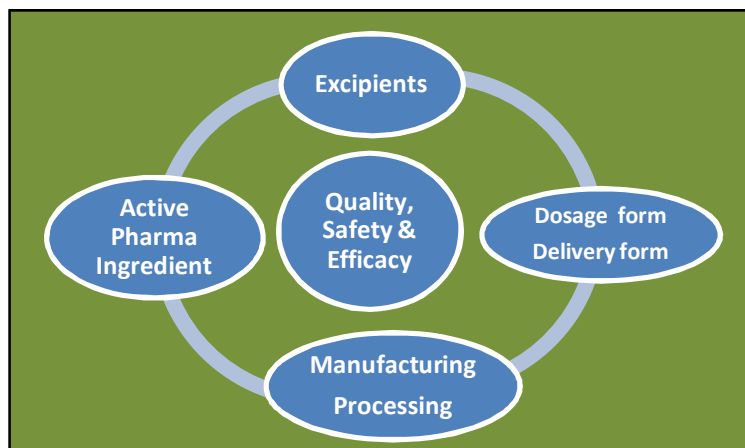 Excipients
Active
Pharma
Ingredient
Quality,
Safety &
Efficacy
Dosage form
Delivery form
Manufacturing
Processing